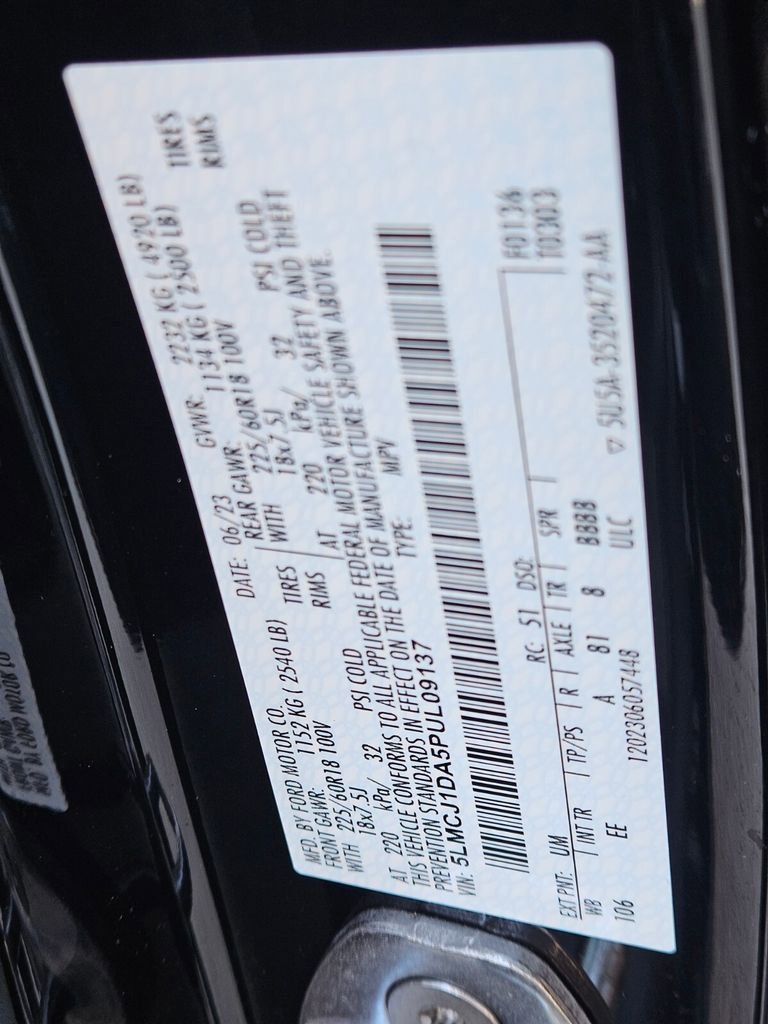 MFD. BY FORD MOTOR CO.
DATE: 06/23 GVWR: 2232 KG ( 4920 LB)
FRONT GAWR: 1152 KG ( 2540 LB) REAR GAWR: 1134 KG ( 2500 LB)
WITH 225/60R18 100V TIRES WITH 225/60R18 100V TIRES
18x7.5J RIMS 18x7.5J RIMS
AT 220 kPa/ 32 PSI COLD AT 220 kPa/ 32 PSI COLD
THIS VEHICLE CONFORMS TO ALL APPLICABLE FEDERAL MOTOR VEHICLE SAFETY AND THEFT
PREVENTION STANDARDS IN EFFECT ON THE DATE OF MANUFACTURE SHOWN ABOVE.
VIN: 5LMCJ1DA5PUL09137 TYPE: MPV
F0136
T0303
EXT PNT: UM RC: 51 DSO:
WB INT TR TP/PS R AXLE TR SPR
106 EE A 81 8 BBBB
1202306057448 ULC ▽ 5U5A-3520472-AA